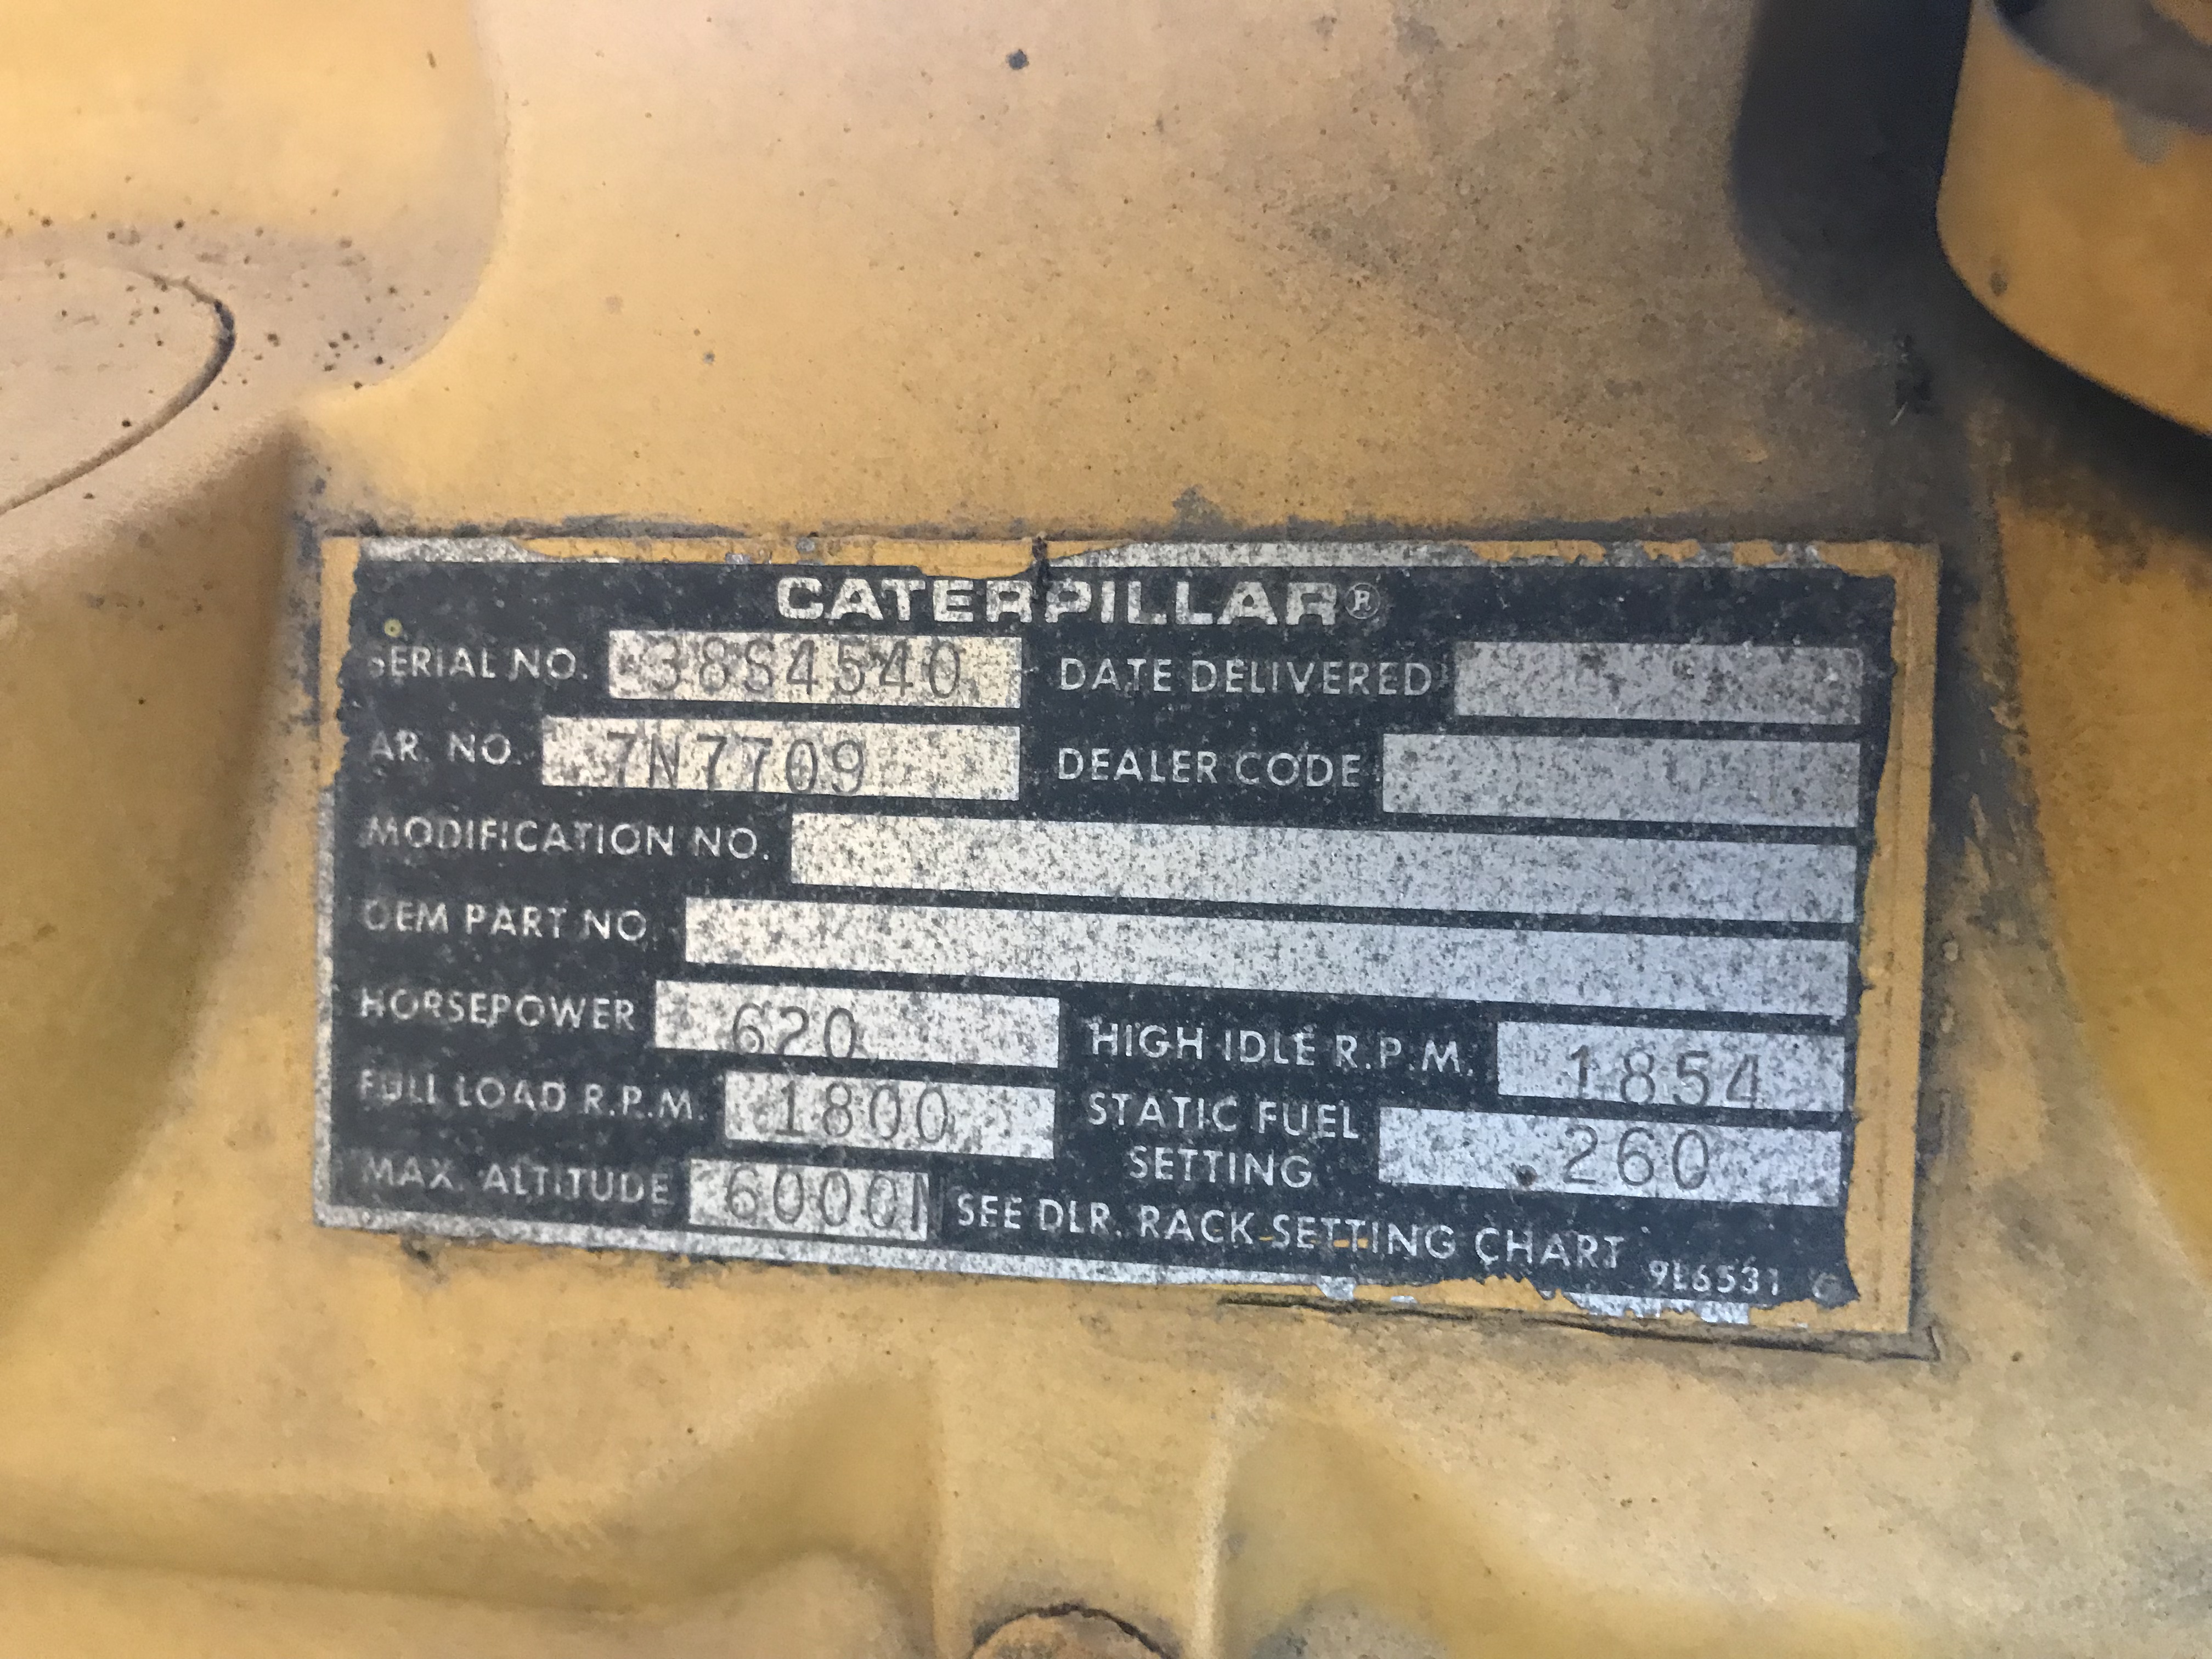 CATERPILLAR®
SERIAL NO. 38S4540 DATE DELIVERED
AR. NO. 7N7709 DEALER CODE
MODIFICATION NO.
OEM PART NO.
HORSEPOWER 620 HIGH IDLE R.P.M. 1854
FULL LOAD R.P.M. 1800 STATIC FUEL
SETTING .260
MAX. ALTITUDE 6000 SEE DLR. RACK SETTING CHART
9L6531